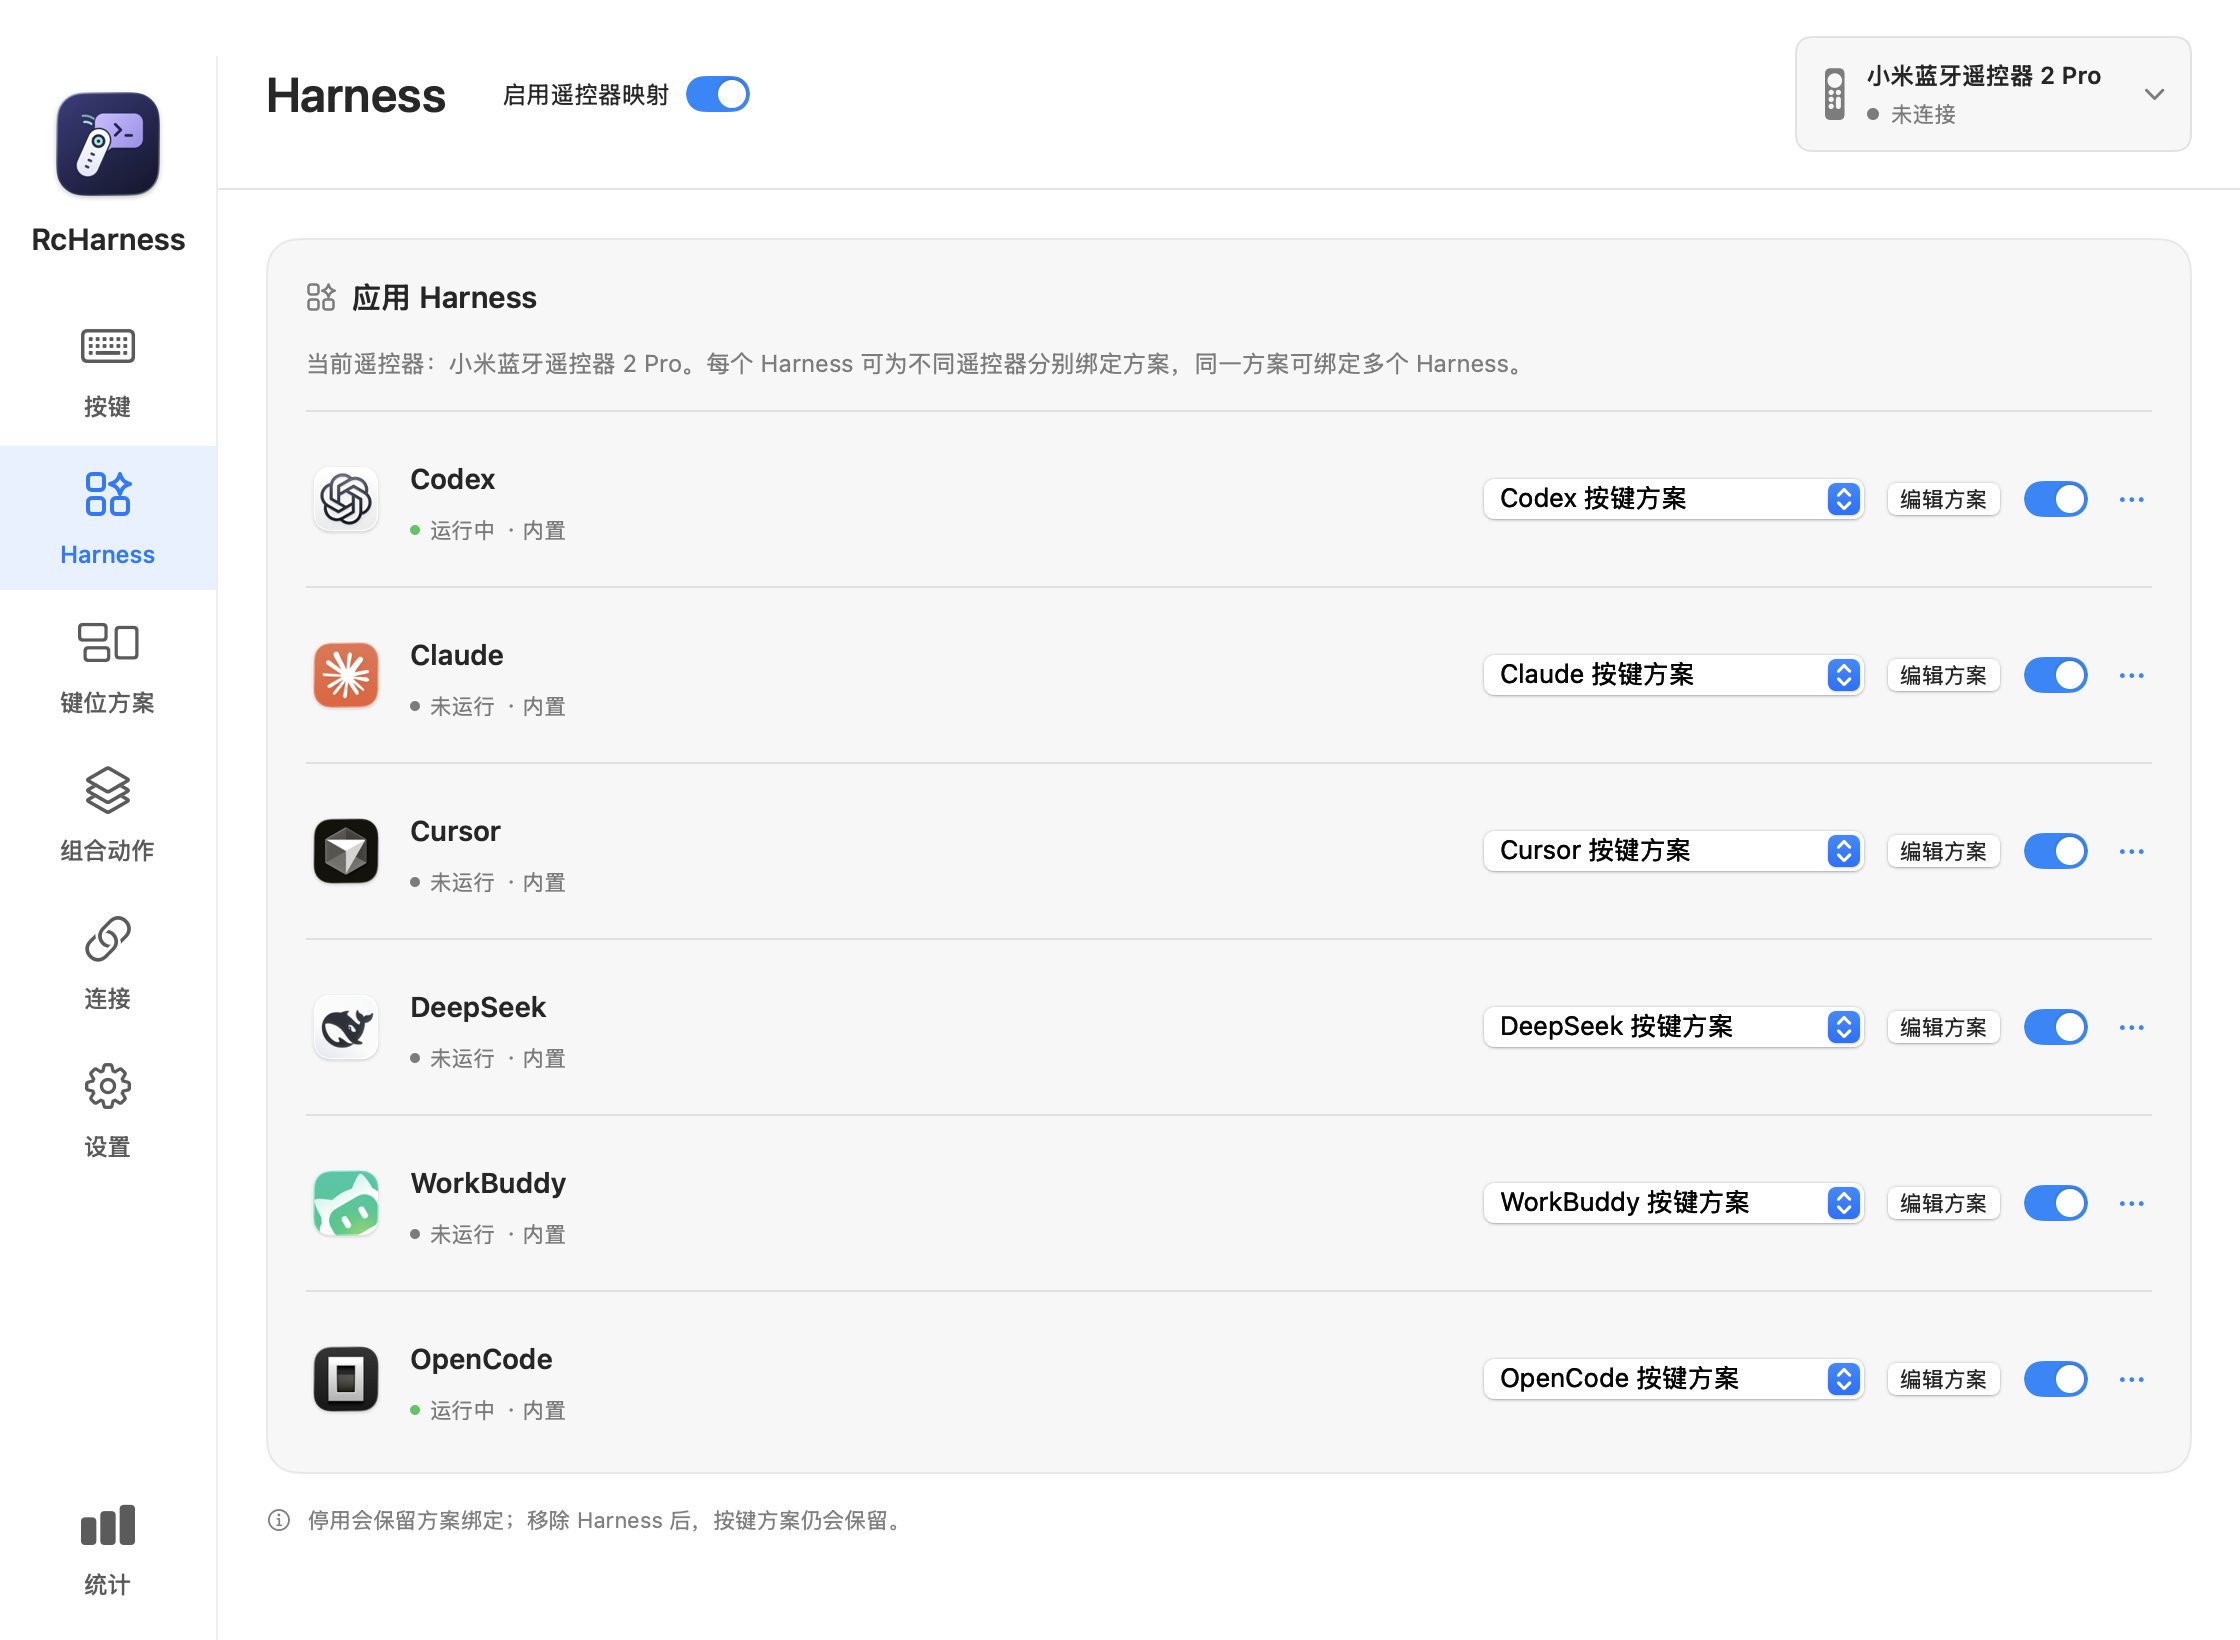 RcHarness
按键
Harness
键位方案
组合动作
连接
设置
统计
Harness
启用遥控器映射
小米蓝牙遥控器 2 Pro
未连接
应用 Harness
当前遥控器：小米蓝牙遥控器 2 Pro。每个 Harness 可为不同遥控器分别绑定方案，同一方案可绑定多个 Harness。
Codex
运行中 · 内置
Codex 按键方案
编辑方案
Claude
未运行 · 内置
Claude 按键方案
编辑方案
Cursor
未运行 · 内置
Cursor 按键方案
编辑方案
DeepSeek
未运行 · 内置
DeepSeek 按键方案
编辑方案
WorkBuddy
未运行 · 内置
WorkBuddy 按键方案
编辑方案
OpenCode
运行中 · 内置
OpenCode 按键方案
编辑方案
停用会保留方案绑定；移除 Harness 后，按键方案仍会保留。